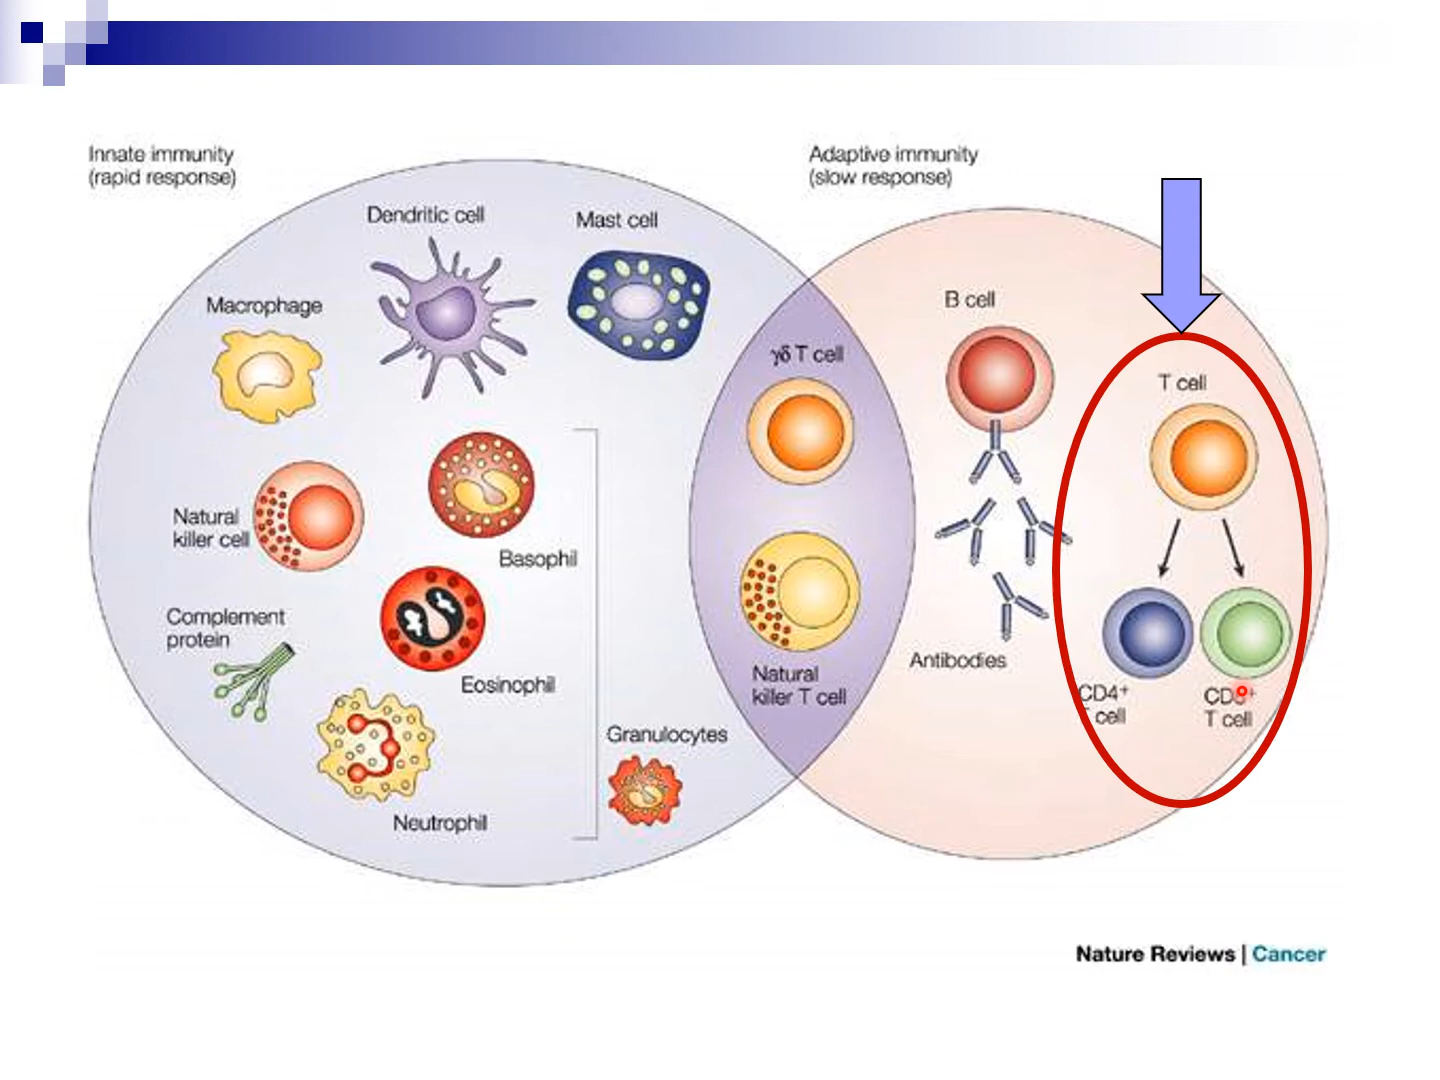 Innate immunity
(rapid response)
Adaptive immunity
(slow response)
Dendritic cell
Mast cell
Macrophage
B cell
γδ T cell
T cell
Natural
killer cell
Basophil
Complement
protein
Eosinophil
Antibodies
Natural
killer T cell
CD4+
T cell
CD8+
T cell
Granulocytes
Neutrophil
Nature Reviews | Cancer